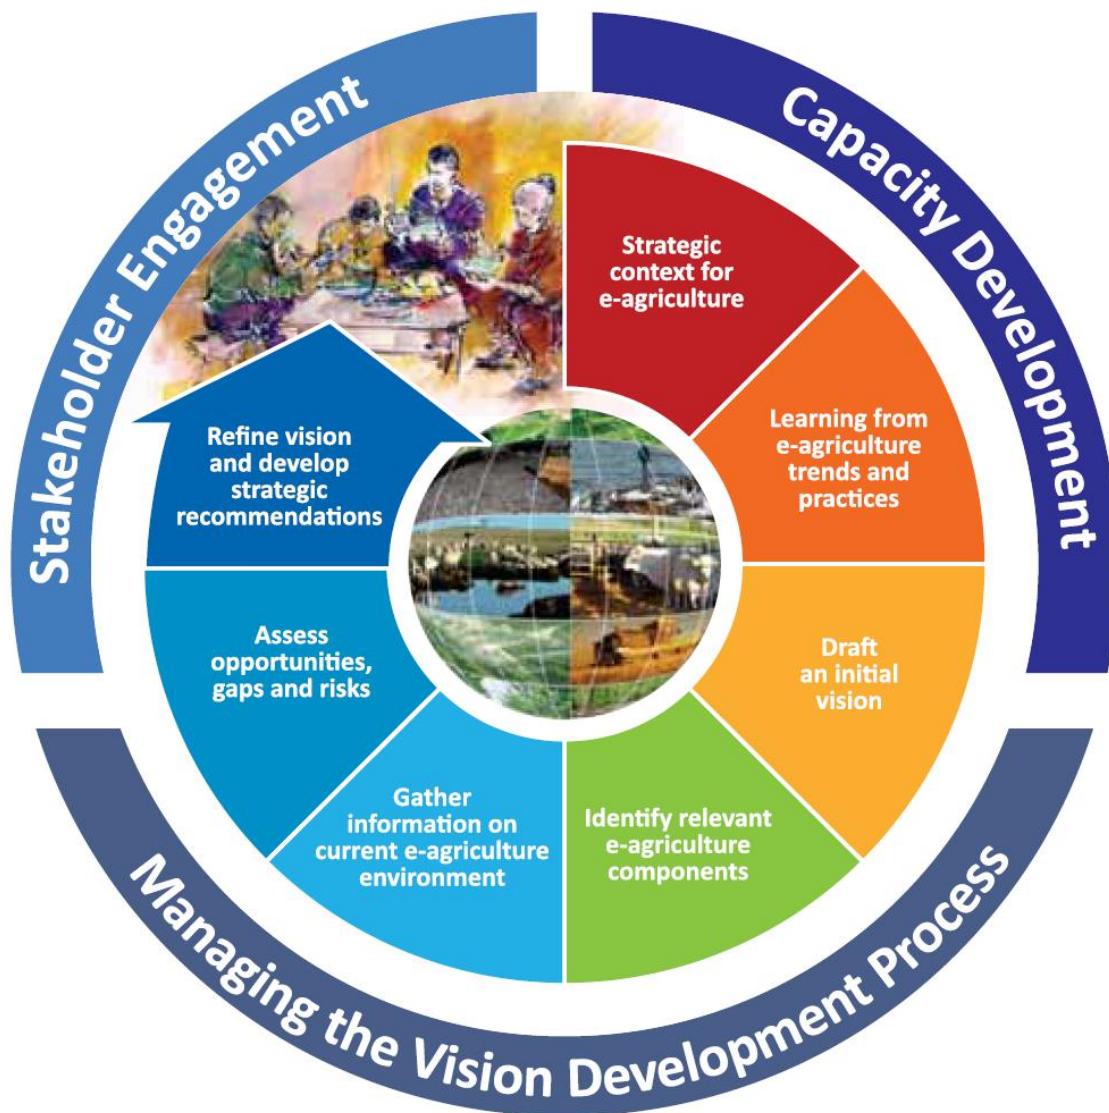 Stakeholder Engagement
Capacity Development
Strategic
context for
e-agriculture
Learning from
e-agriculture
trends and
practices
Draft
an initial
vision
Identify relevant
e-agriculture
components
Gather
information on
current e-agriculture
environment
Assess
opportunities,
gaps and risks
Refine vision
and develop
strategic
recommendations
Managing the Vision Development Process